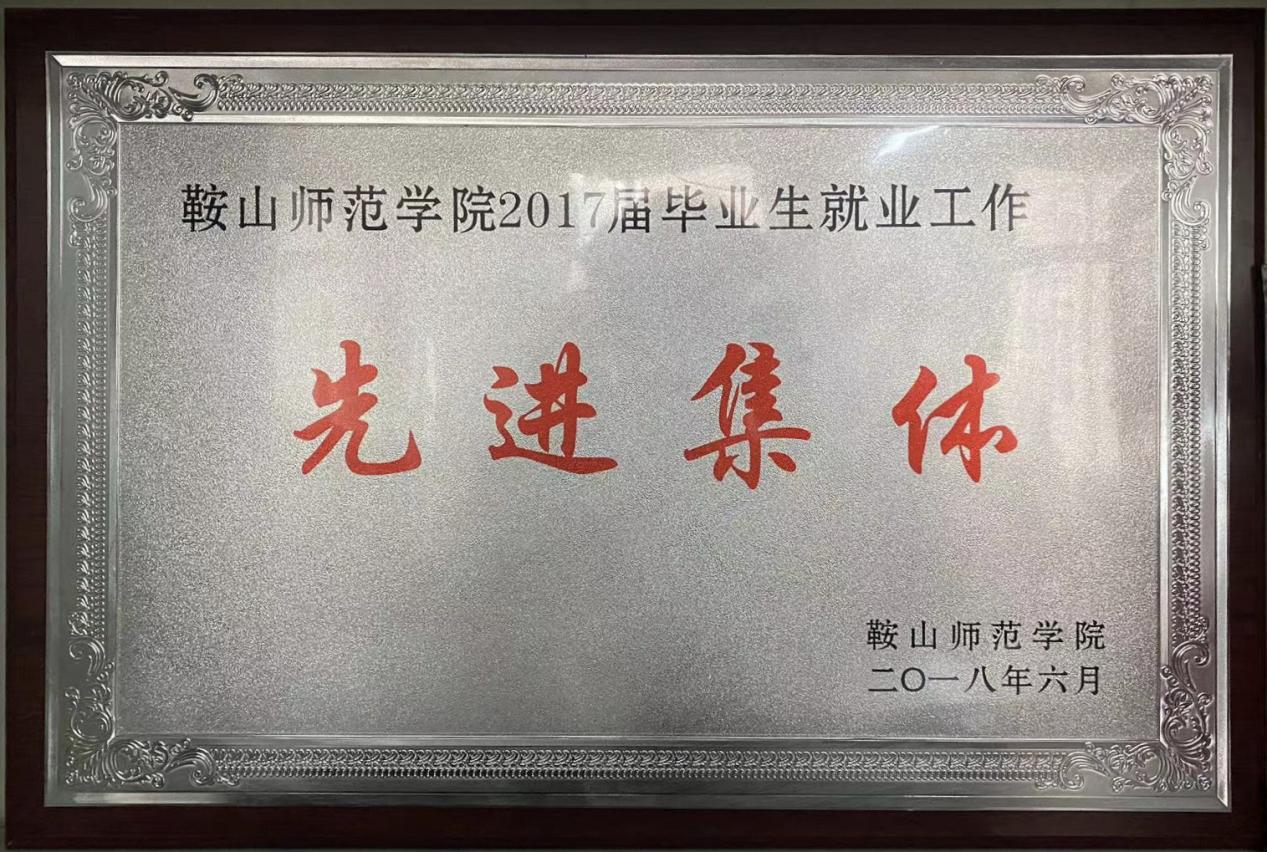 鞍山师范学院2017届毕业生就业工作
先进集体
鞍山师范学院
二〇一八年六月